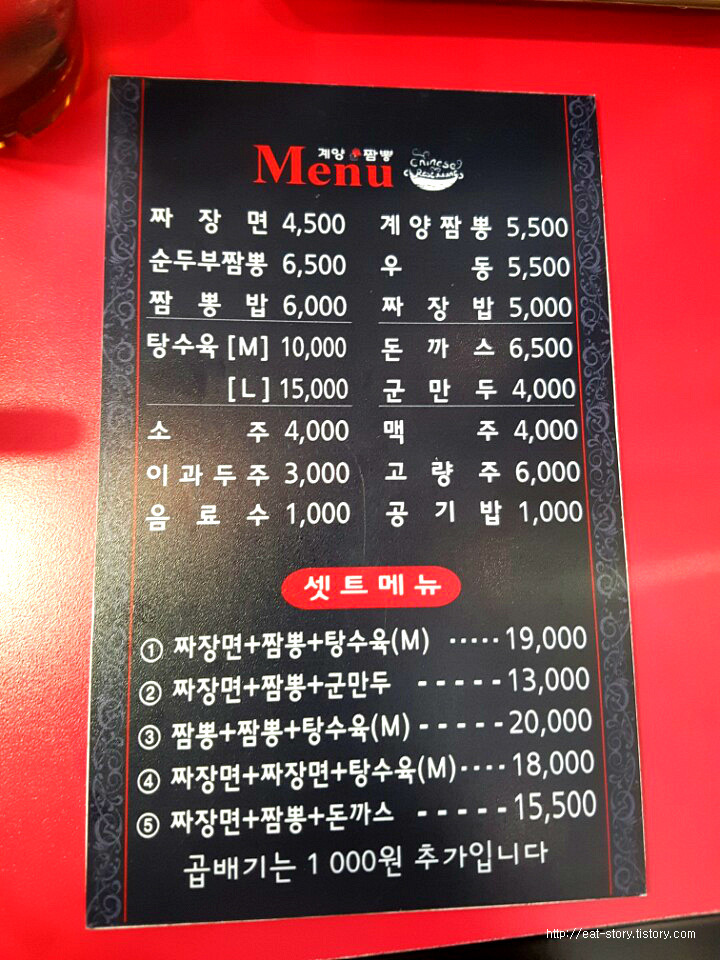 계양 짬뽕
Menu
Chinese
Restaurants
짜장면 4,500 계양짬뽕 5,500
순두부짬뽕 6,500 우동 5,500
짬뽕밥 6,000 짜장밥 5,000
탕수육 [M] 10,000 돈까스 6,500
[L] 15,000 군만두 4,000
소주 4,000 맥주 4,000
이과두주 3,000 고량주 6,000
음료수 1,000 공기밥 1,000
셋트메뉴
① 짜장면+짬뽕+탕수육(M) ·····19,000
② 짜장면+짬뽕+군만두 -----13,000
③ 짬뽕+짬뽕+탕수육(M) -----20,000
④ 짜장면+짜장면+탕수육(M)····18,000
⑤ 짜장면+짬뽕+돈까스 -----15,500
곱배기는 1 000원 추가입니다
http://eat-story.tistory.com